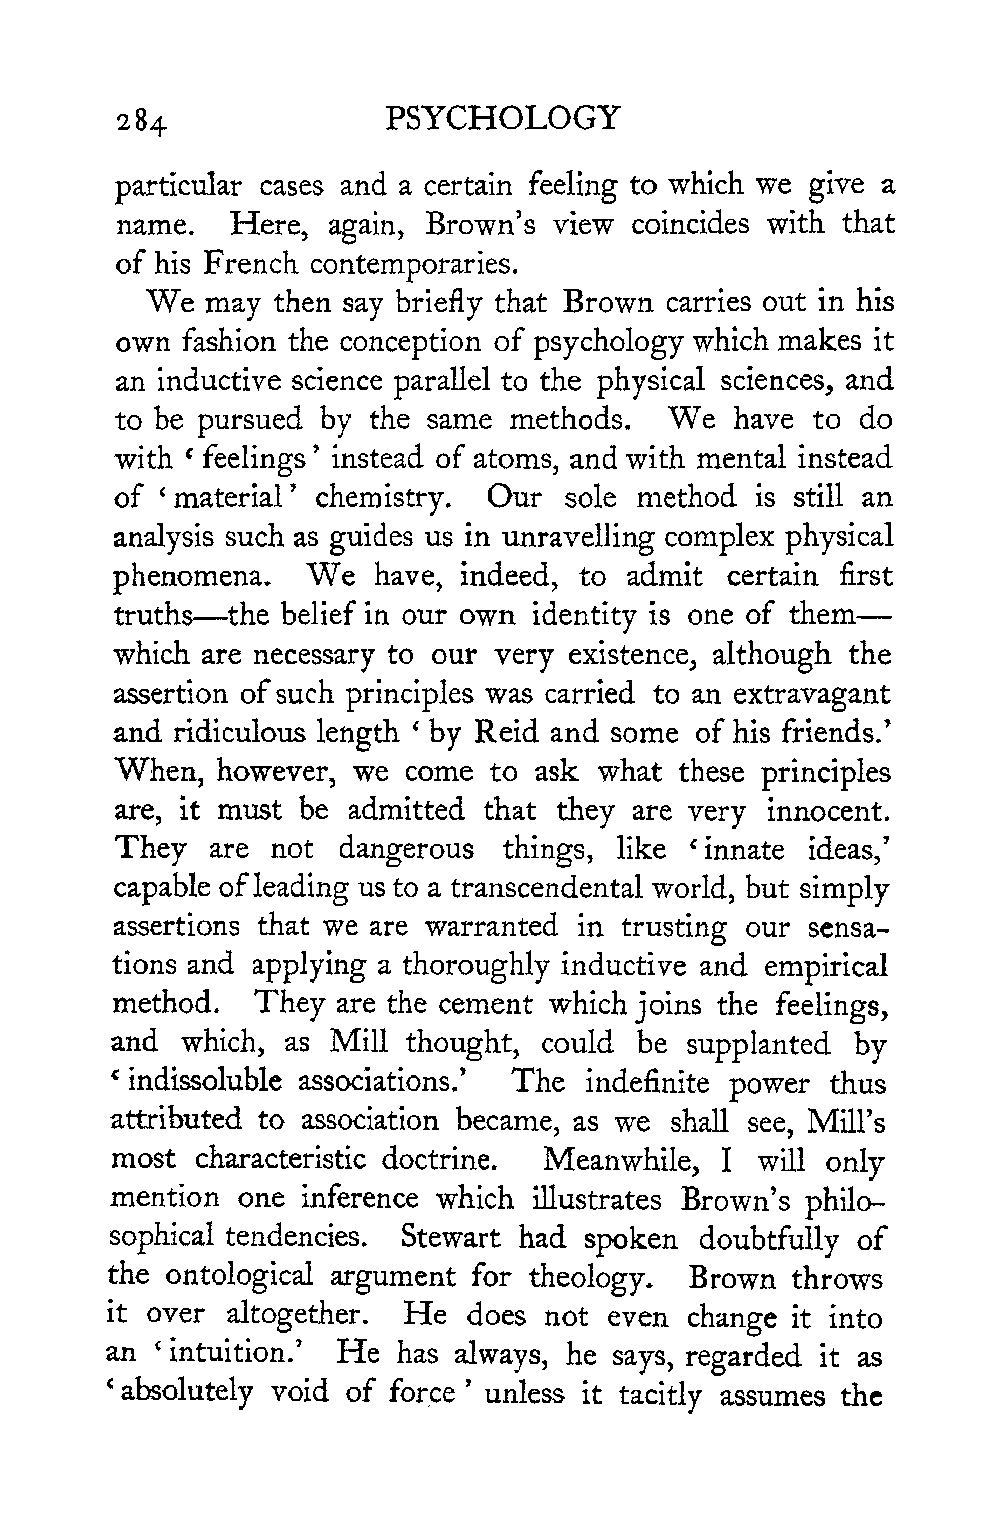 284 PSYCHOLOGY
particular cases and a certain feeling to which we give a
name. Here, again, Brown's view coincides with that
of his French contemporaries.
We may then say briefly that Brown carries out in his
own fashion the conception of psychology which makes it
an inductive science parallel to the physical sciences, and
to be pursued by the same methods. We have to do
with ‘ feelings ’ instead of atoms, and with mental instead
of ‘ material ’ chemistry. Our sole method is still an
analysis such as guides us in unravelling complex physical
phenomena. We have, indeed, to admit certain first
truths—the belief in our own identity is one of them—
which are necessary to our very existence, although the
assertion of such principles was carried to an extravagant
and ridiculous length ‘ by Reid and some of his friends.’
When, however, we come to ask what these principles
are, it must be admitted that they are very innocent.
They are not dangerous things, like ‘ innate ideas,’
capable of leading us to a transcendental world, but simply
assertions that we are warranted in trusting our sensa-
tions and applying a thoroughly inductive and empirical
method. They are the cement which joins the feelings,
and which, as Mill thought, could be supplanted by
‘ indissoluble associations.’ The indefinite power thus
attributed to association became, as we shall see, Mill's
most characteristic doctrine. Meanwhile, I will only
mention one inference which illustrates Brown's philo-
sophical tendencies. Stewart had spoken doubtfully of
the ontological argument for theology. Brown throws
it over altogether. He does not even change it into
an ‘ intuition.’ He has always, he says, regarded it as
‘ absolutely void of force ’ unless it tacitly assumes the